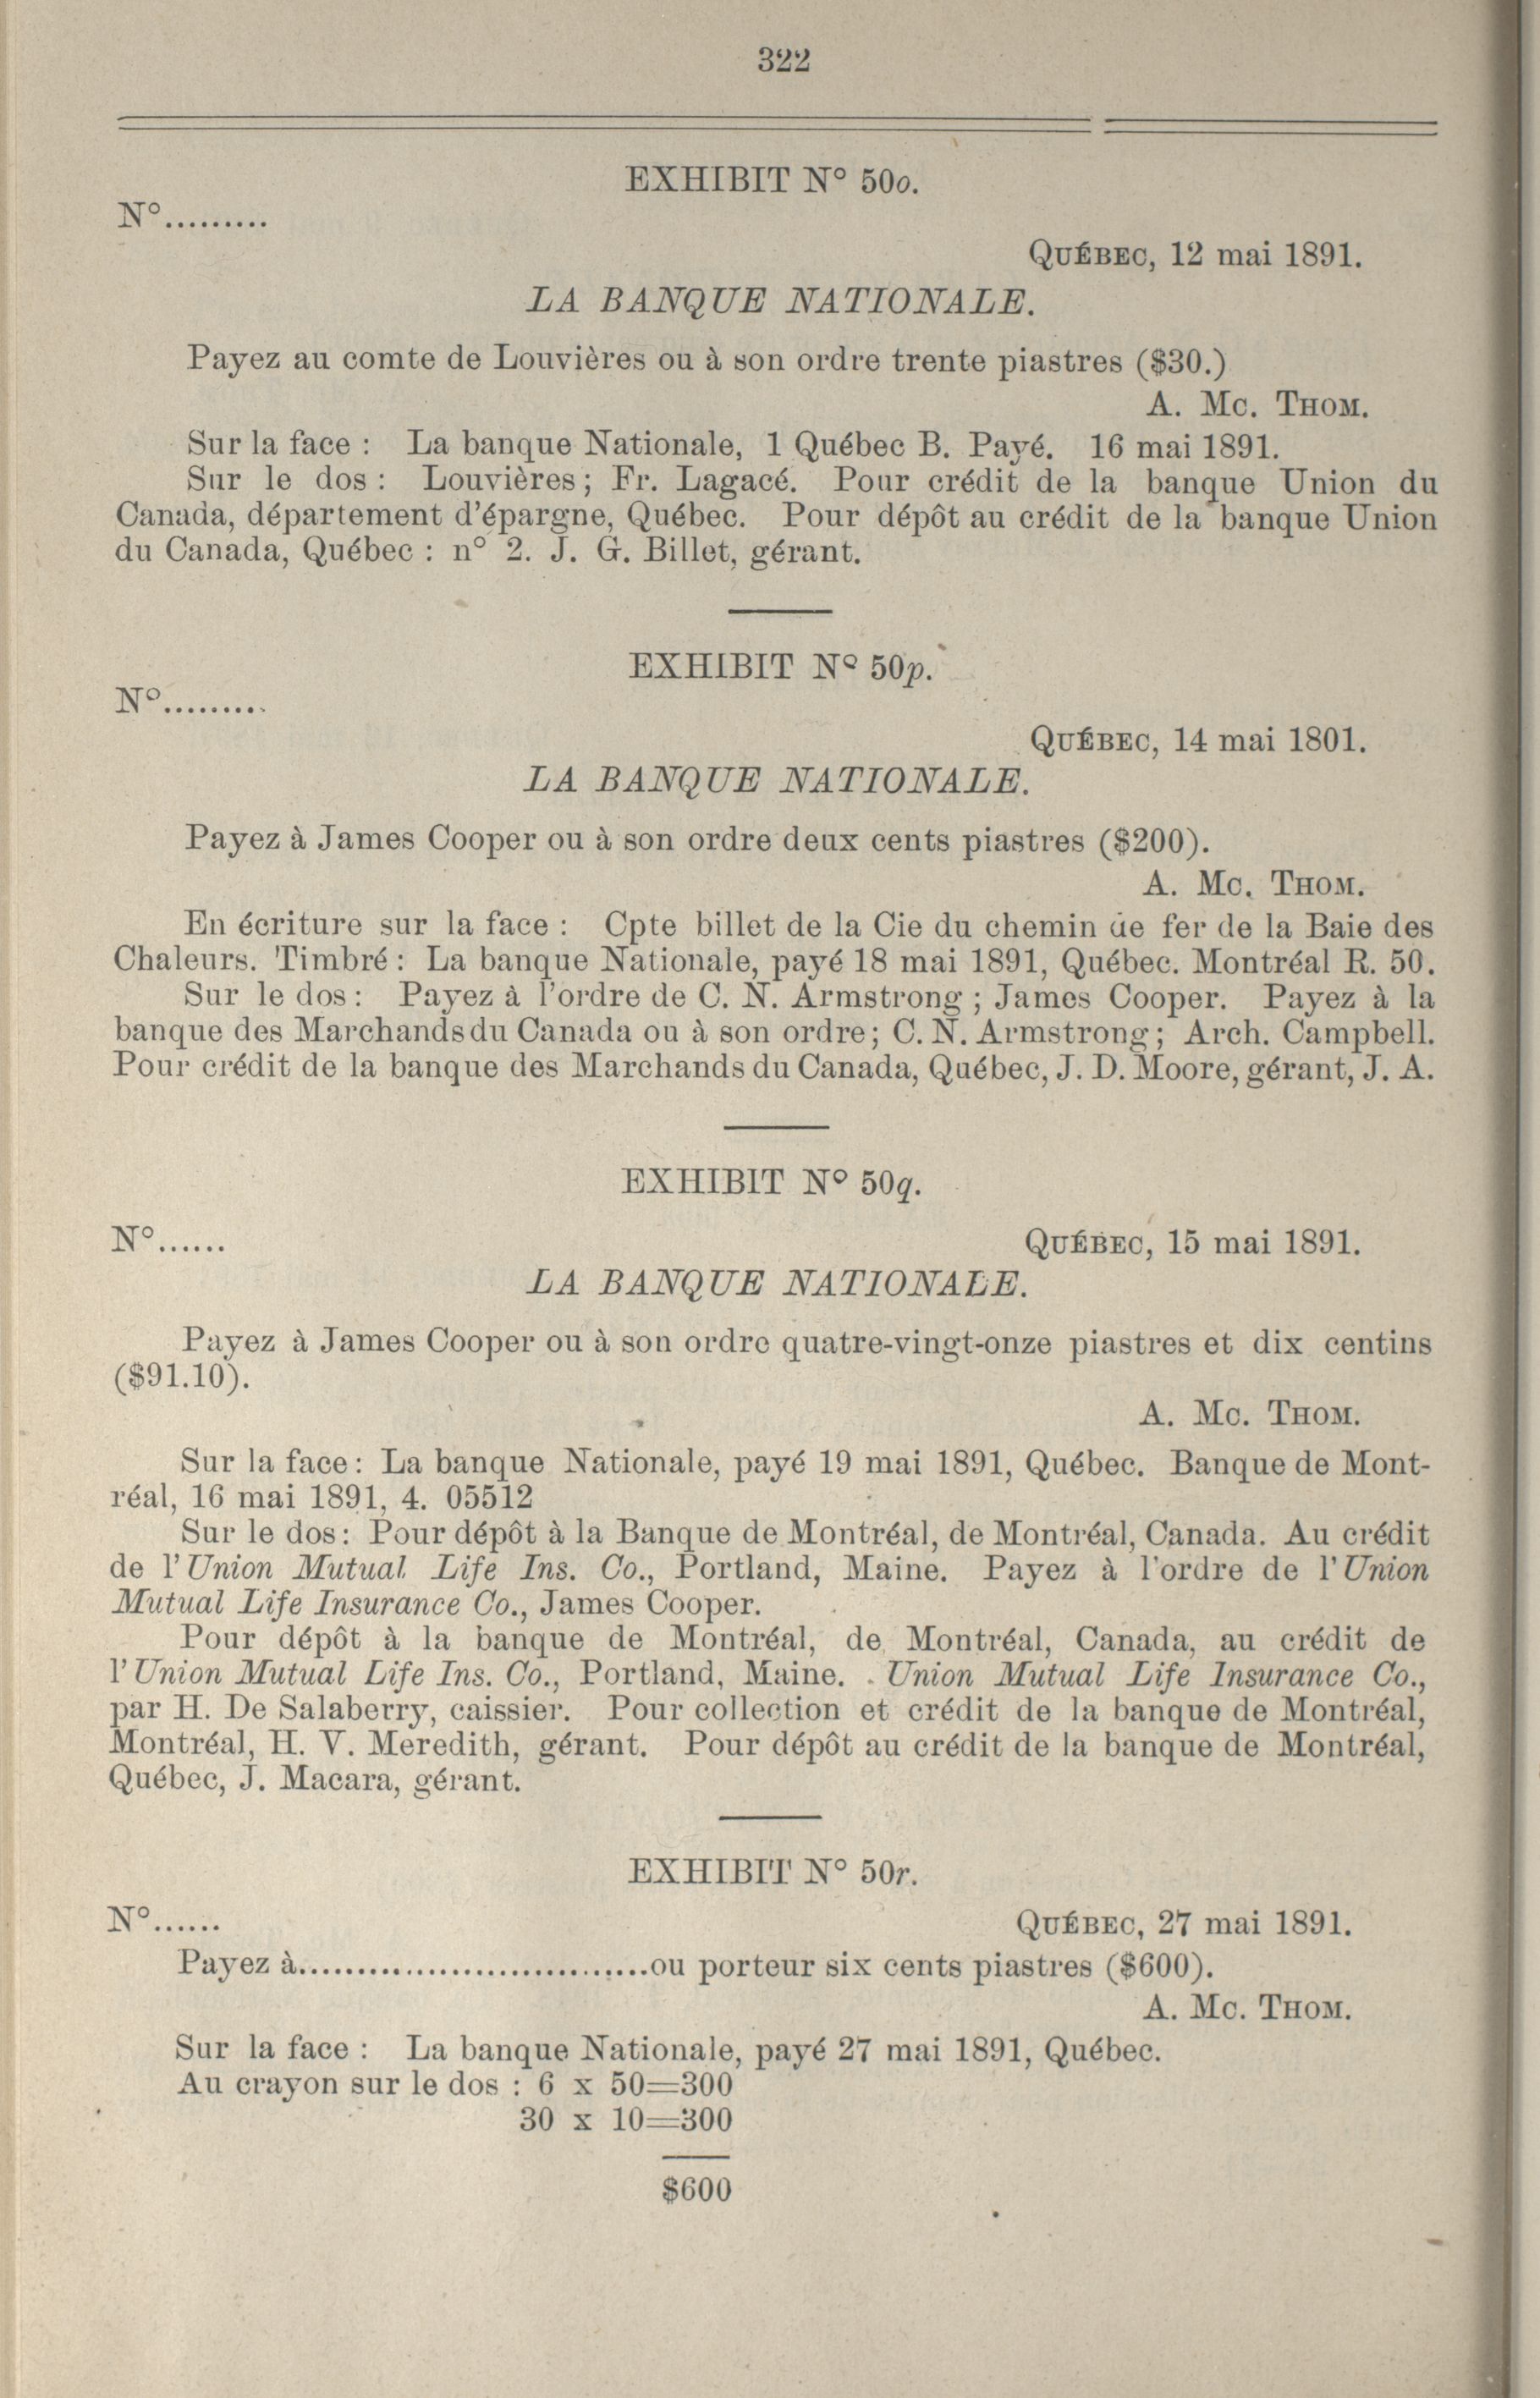 322
EXHIBIT N° 50o.
N°..........
QUÉBEC, 12 mai 1891.
LA BANQUE NATIONALE.
Payez au comte de Louvières ou à son ordre trente piastres ($30.)
A. Mc. THOM.
Sur la face : La banque Nationale, 1 Québec B. Payé. 16 mai 1891.
Sur le dos : Louvières ; Fr. Lagacé. Pour crédit de la banque Union du
Canada, département d'épargne, Québec. Pour dépôt au crédit de la banque Union
du Canada, Québec : n° 2. J. G. Billet, gérant.
EXHIBIT N° 50p.
N°..........
QUÉBEC, 14 mai 1801.
LA BANQUE NATIONALE.
Payez à James Cooper ou à son ordre deux cents piastres ($200).
A. Mc. THOM.
En écriture sur la face : Cpte billet de la Cie du chemin de fer de la Baie des
Chaleurs. Timbré : La banque Nationale, payé 18 mai 1891, Québec. Montréal R. 50.
Sur le dos : Payez à l'ordre de C. N. Armstrong ; James Cooper. Payez à la
banque des Marchands du Canada ou à son ordre ; C. N. Armstrong ; Arch. Campbell.
Pour crédit de la banque des Marchands du Canada, Québec, J. D. Moore, gérant, J. A.
EXHIBIT N° 50q.
N°......
QUÉBEC, 15 mai 1891.
LA BANQUE NATIONALE.
Payez à James Cooper ou à son ordre quatre-vingt-onze piastres et dix centins
($91.10).
A. Mc. THOM.
Sur la face : La banque Nationale, payé 19 mai 1891, Québec. Banque de Mont-
réal, 16 mai 1891, 4. 05512
Sur le dos : Pour dépôt à la Banque de Montréal, de Montréal, Canada. Au crédit
de l'Union Mutual Life Ins. Co., Portland, Maine. Payez à l'ordre de l'Union
Mutual Life Insurance Co., James Cooper.
Pour dépôt à la banque de Montréal, de Montréal, Canada, au crédit de
l'Union Mutual Life Ins. Co., Portland, Maine. Union Mutual Life Insurance Co.,
par H. De Salaberry, caissier. Pour collection et crédit de la banque de Montréal,
Montréal, H. V. Meredith, gérant. Pour dépôt au crédit de la banque de Montréal,
Québec, J. Macara, gérant.
EXHIBIT N° 50r.
N°......
QUÉBEC, 27 mai 1891.
Payez à..............................ou porteur six cents piastres ($600).
A. Mc. THOM.
Sur la face : La banque Nationale, payé 27 mai 1891, Québec.
Au crayon sur le dos : 6 x 50=300
30 x 10=300
$600